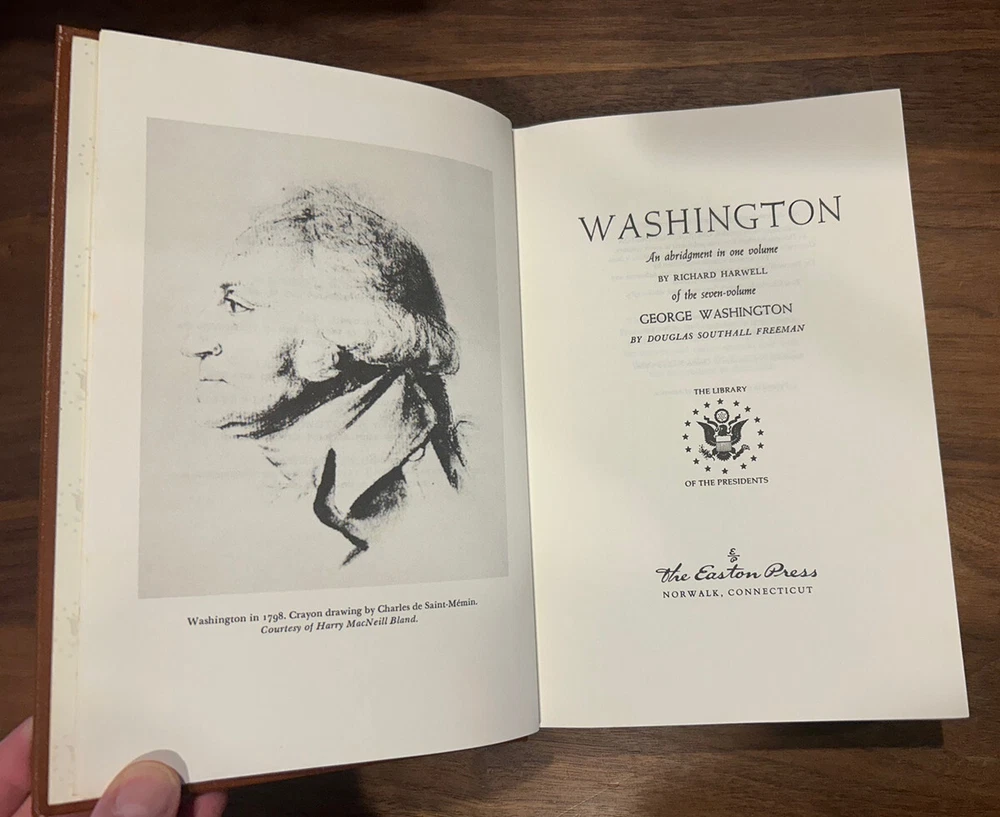 Washington in 1798. Crayon drawing by Charles de Saint-Mémin.
Courtesy of Harry MacNeill Bland.
WASHINGTON
An abridgment in one volume
BY RICHARD HARWELL
of the seven-volume
GEORGE WASHINGTON
BY DOUGLAS SOUTHALL FREEMAN
THE LIBRARY
OF THE PRESIDENTS
The Easton Press
NORWALK, CONNECTICUT